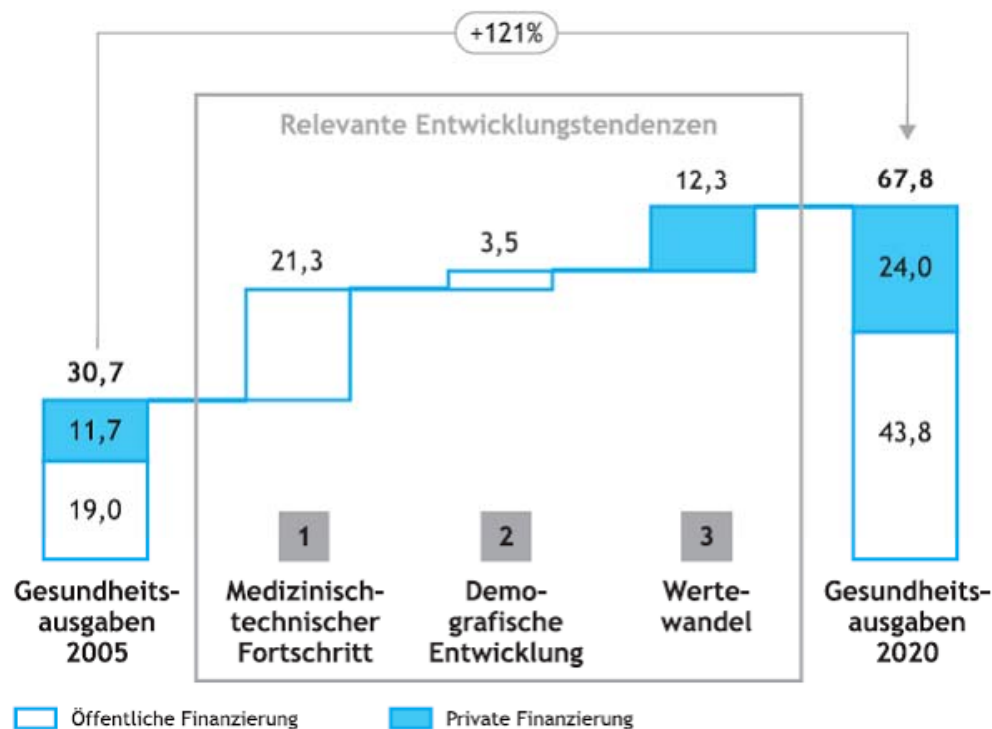 +121%
Relevante Entwicklungstendenzen
30,7
11,7
19,0
21,3
3,5
12,3
67,8
24,0
43,8
1
2
3
Gesundheits-
ausgaben
2005
Medizinisch-
technischer
Fortschritt
Demo-
grafische
Entwicklung
Werte-
wandel
Gesundheits-
ausgaben
2020
Öffentliche Finanzierung
Private Finanzierung